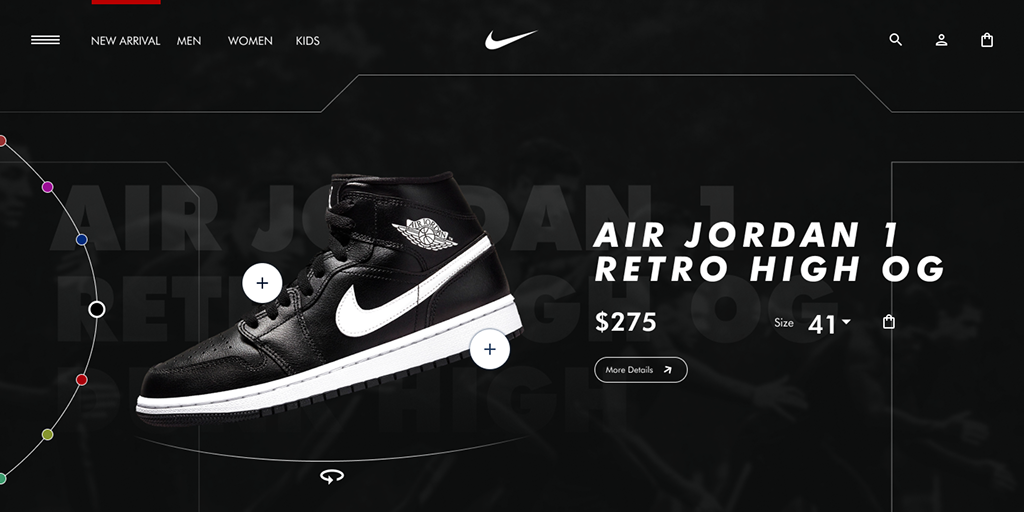 NEW ARRIVAL MEN WOMEN KIDS
AIR JORDAN 1
RETRO HIGH OG
AIR JORDAN 1
RETRO HIGH OG
$275 Size 41
More Details